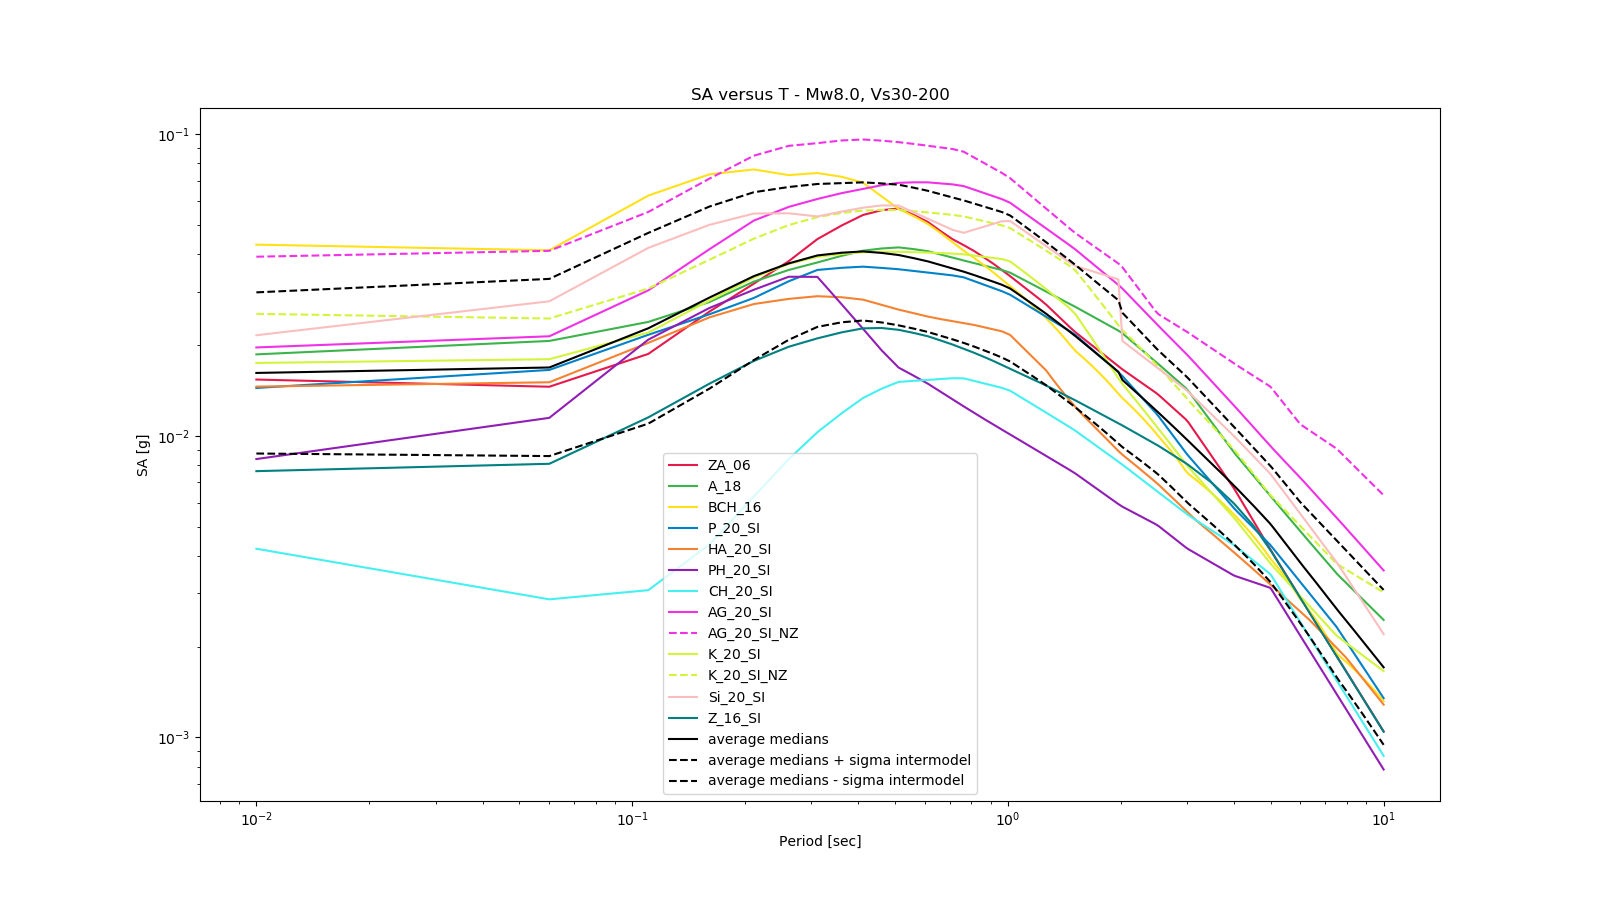 SA versus T - Mw8.0, Vs30-200
SA [g]
10⁻¹
10⁻²
10⁻³
ZA_06
A_18
BCH_16
P_20_SI
HA_20_SI
PH_20_SI
CH_20_SI
AG_20_SI
AG_20_SI_NZ
K_20_SI
K_20_SI_NZ
Si_20_SI
Z_16_SI
average medians
average medians + sigma intermodel
average medians - sigma intermodel
10⁻² 10⁻¹ 10⁰ 10¹
Period [sec]